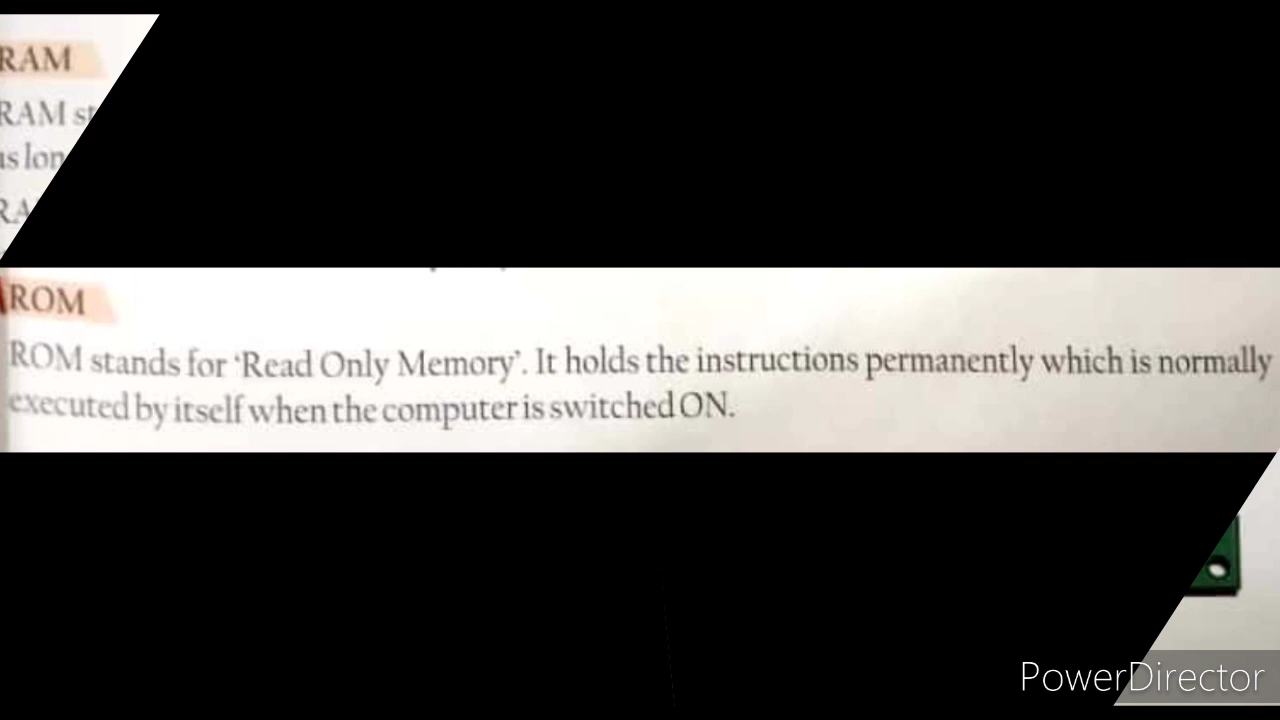 RAM
RAM
ROM
ROM stands for ‘Read Only Memory’. It holds the instructions permanently which is normally
executed by itself when the computer is switched ON.
PowerDirector